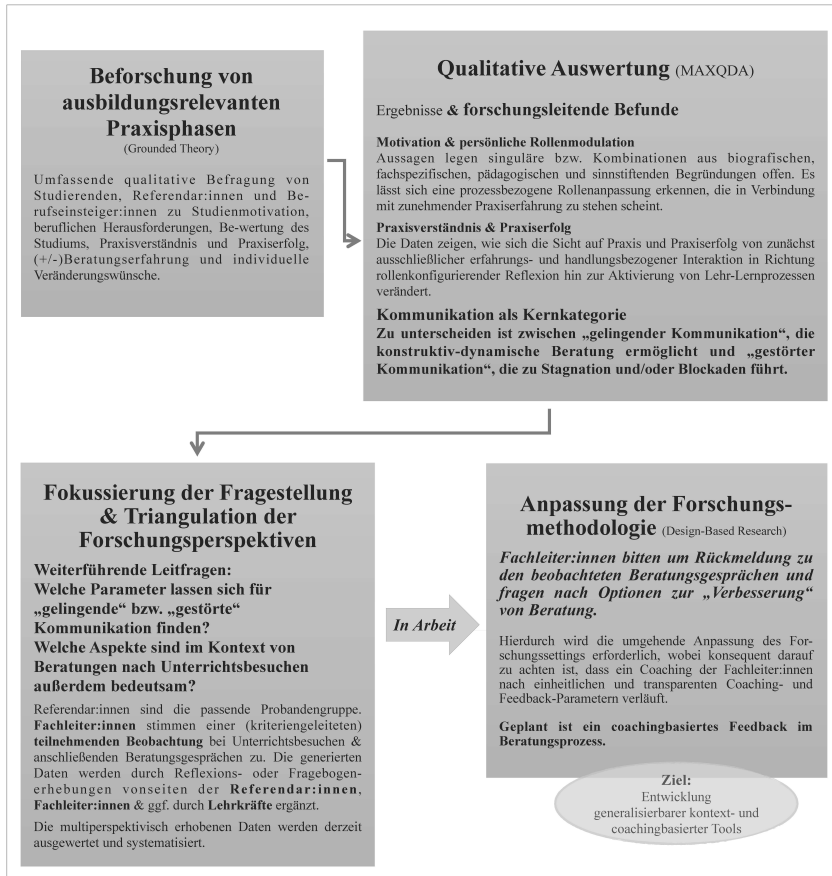 Beforschung von
ausbildungsrelevanten
Praxisphasen
(Grounded Theory)
Umfassende qualitative Befragung von
Studierenden, Referendar:innen und Be-
rufseinsteiger:innen zu Studienmotivation,
beruflichen Herausforderungen, Be-wertung des
Studiums, Praxisverständnis und Praxiserfolg,
(+/-)Beratungserfahrung und individuelle
Veränderungswünsche.
Qualitative Auswertung (MAXQDA)
Ergebnisse & forschungsleitende Befunde
Motivation & persönliche Rollenmodulation
Aussagen legen singuläre bzw. Kombinationen aus biografischen,
fachspezifischen, pädagogischen und sinnstiftenden Begründungen offen. Es
lässt sich eine prozessbezogene Rollenanpassung erkennen, die in Verbindung
mit zunehmender Praxiserfahrung zu stehen scheint.
Praxisverständnis & Praxiserfolg
Die Daten zeigen, wie sich die Sicht auf Praxis und Praxiserfolg von zunächst
ausschließlicher erfahrungs- und handlungsbezogener Interaktion in Richtung
rollenkonfigurierender Reflexion hin zur Aktivierung von Lehr-Lernprozessen
verändert.
Kommunikation als Kernkategorie
Zu unterscheiden ist zwischen „gelingender Kommunikation“, die
konstruktiv-dynamische Beratung ermöglicht und „gestörter
Kommunikation“, die zu Stagnation und/oder Blockaden führt.
Fokussierung der Fragestellung
& Triangulation der
Forschungsperspektiven
Weiterführende Leitfragen:
Welche Parameter lassen sich für
„gelingende“ bzw. „gestörte“
Kommunikation finden?
Welche Aspekte sind im Kontext von
Beratungen nach Unterrichtsbesuchen
außerdem bedeutsam?
Referendar:innen sind die passende Probandengruppe.
Fachleiter:innen stimmen einer (kriteriengeleiteten)
teilnehmenden Beobachtung bei Unterrichtsbesuchen &
anschließenden Beratungsgesprächen zu. Die generierten
Daten werden durch Reflexions- oder Fragebogen-
erhebungen vonseiten der Referendar:innen,
Fachleiter:innen & ggf. durch Lehrkräfte ergänzt.
Die multiperspektivisch erhobenen Daten werden derzeit
ausgewertet und systematisiert.
In Arbeit
Anpassung der Forschungs-
methodologie (Design-Based Research)
Fachleiter:innen bitten um Rückmeldung zu
den beobachteten Beratungsgesprächen und
fragen nach Optionen zur „Verbesserung“
von Beratung.
Hierdurch wird die umgehende Anpassung des For-
schungssettings erforderlich, wobei konsequent darauf
zu achten ist, dass ein Coaching der Fachleiter:innen
nach einheitlichen und transparenten Coaching- und
Feedback-Parametern verläuft.
Geplant ist ein coachingbasiertes Feedback im
Beratungsprozess.
Ziel:
Entwicklung
generalisierbarer kontext- und
coachingbasierter Tools